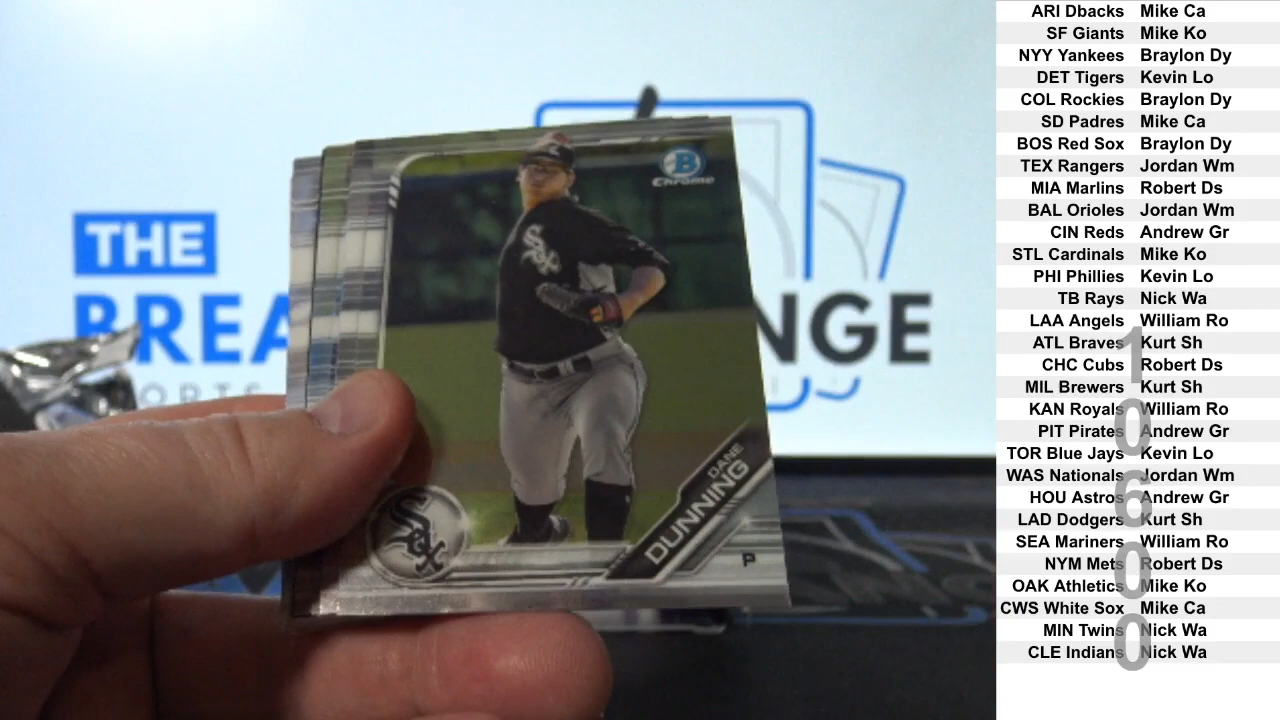 THE
BREA
NGE
ORTS
B
Chrome
Sox
DANE
DUNNING
P
Sox
ARI Dbacks Mike Ca
SF Giants Mike Ko
NYY Yankees Braylon Dy
DET Tigers Kevin Lo
COL Rockies Braylon Dy
SD Padres Mike Ca
BOS Red Sox Braylon Dy
TEX Rangers Jordan Wm
MIA Marlins Robert Ds
BAL Orioles Jordan Wm
CIN Reds Andrew Gr
STL Cardinals Mike Ko
PHI Phillies Kevin Lo
TB Rays Nick Wa
LAA Angels William Ro
ATL Braves Kurt Sh
CHC Cubs Robert Ds
MIL Brewers Kurt Sh
KAN Royals William Ro
PIT Pirates Andrew Gr
TOR Blue Jays Kevin Lo
WAS Nationals Jordan Wm
HOU Astros Andrew Gr
LAD Dodgers Kurt Sh
SEA Mariners William Ro
NYM Mets Robert Ds
OAK Athletics Mike Ko
CWS White Sox Mike Ca
MIN Twins Nick Wa
CLE Indians Nick Wa
10600